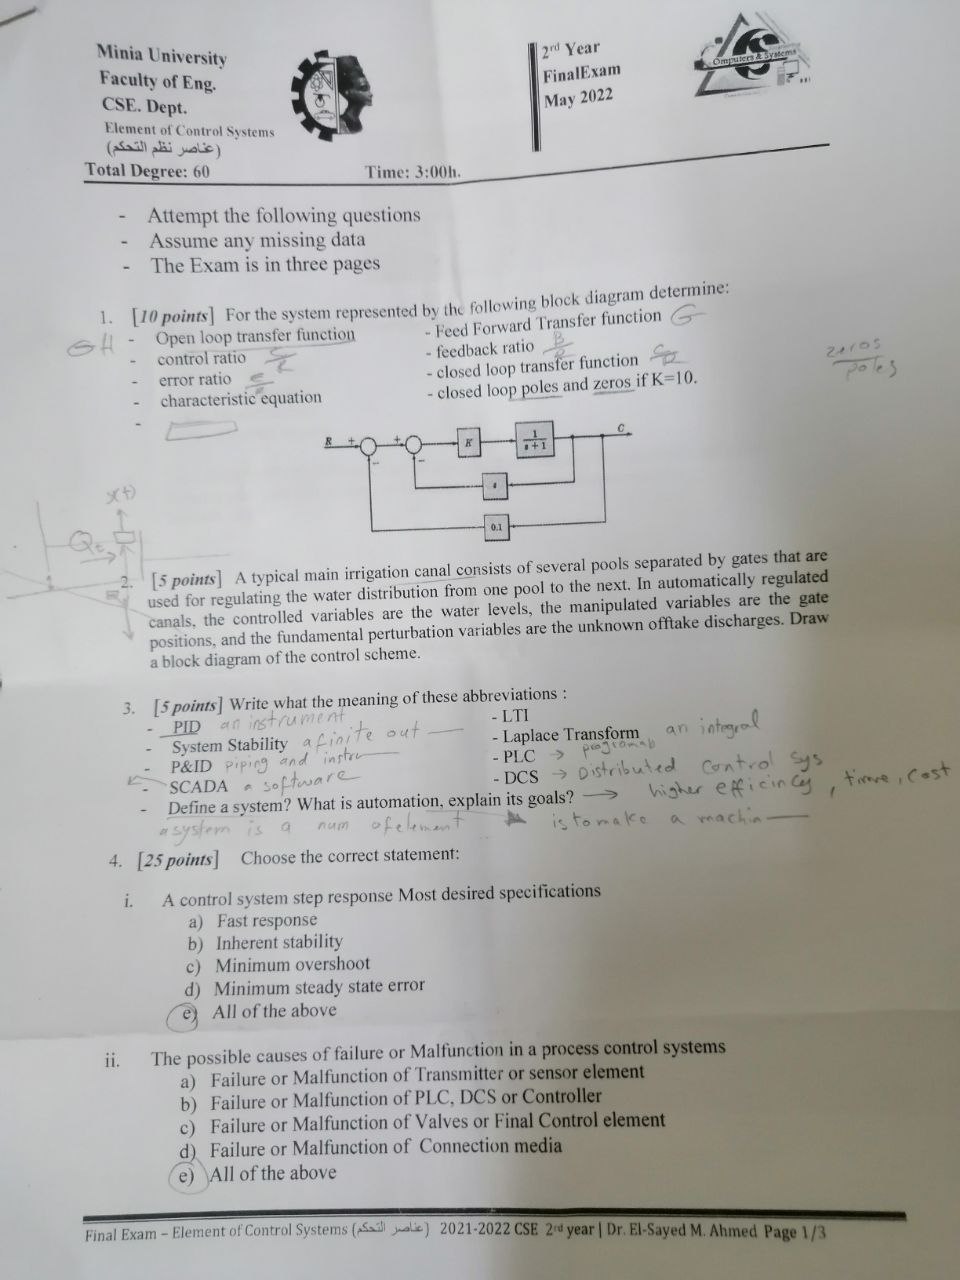 Minia University
Faculty of Eng.
CSE. Dept.
Element of Control Systems
(عناصر نظم التحكم)
Total Degree: 60
Time: 3:00h.
2rd Year
FinalExam
May 2022
Omputers & Systems
- Attempt the following questions
- Assume any missing data
- The Exam is in three pages
1. [10 points] For the system represented by the following block diagram determine:
GH - Open loop transfer function - Feed Forward Transfer function G
- control ratio C/R - feedback ratio B/R
- error ratio E/R - closed loop transfer function C/R
- characteristic equation - closed loop poles and zeros if K=10.
-
zeros
poles
R + + K 1 C
s+1
- - s
0.1
x(t)
Qt
2. [5 points] A typical main irrigation canal consists of several pools separated by gates that are
used for regulating the water distribution from one pool to the next. In automatically regulated
canals, the controlled variables are the water levels, the manipulated variables are the gate
positions, and the fundamental perturbation variables are the unknown offtake discharges. Draw
a block diagram of the control scheme.
3. [5 points] Write what the meaning of these abbreviations :
- PID an instrument - LTI
- System Stability a finite out - Laplace Transform an integral
- P&ID piping and instru - PLC → programab
- SCADA a software - DCS → Distributed Control Sys
- Define a system? What is automation, explain its goals? → higher efficincy, time, cost
a system is a num of element is to make a machin
4. [25 points] Choose the correct statement:
i. A control system step response Most desired specifications
a) Fast response
b) Inherent stability
c) Minimum overshoot
d) Minimum steady state error
e) All of the above
ii. The possible causes of failure or Malfunction in a process control systems
a) Failure or Malfunction of Transmitter or sensor element
b) Failure or Malfunction of PLC, DCS or Controller
c) Failure or Malfunction of Valves or Final Control element
d) Failure or Malfunction of Connection media
e) All of the above
Final Exam – Element of Control Systems (عناصر التحكم) 2021-2022 CSE 2rd year | Dr. El-Sayed M. Ahmed Page 1/3